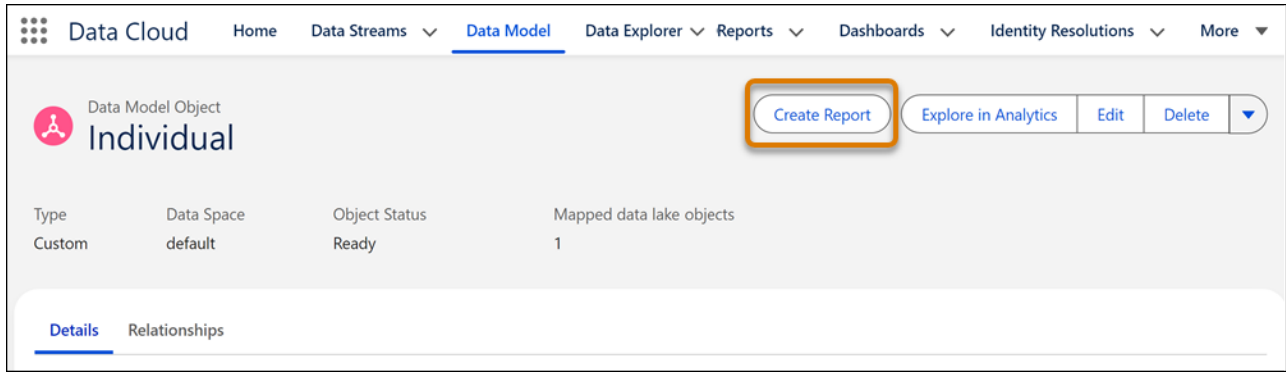 Data Cloud Home Data Streams Data Model Data Explorer Reports Dashboards Identity Resolutions More
Data Model Object
Individual
Create Report Explore in Analytics Edit Delete
Type Data Space Object Status Mapped data lake objects
Custom default Ready 1
Details Relationships